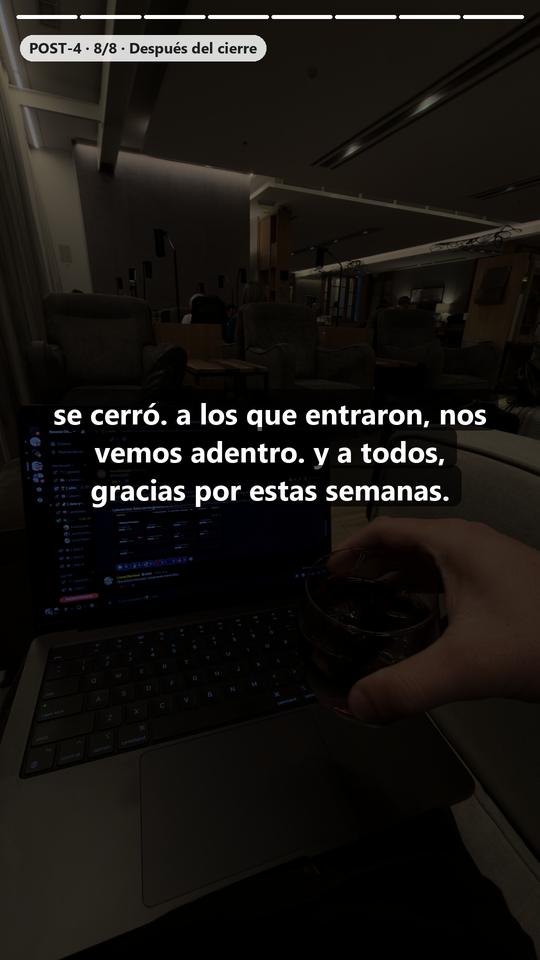 POST-4 · 8/8 · Después del cierre
se cerró. a los que entraron, nos
vemos adentro. y a todos,
gracias por estas semanas.